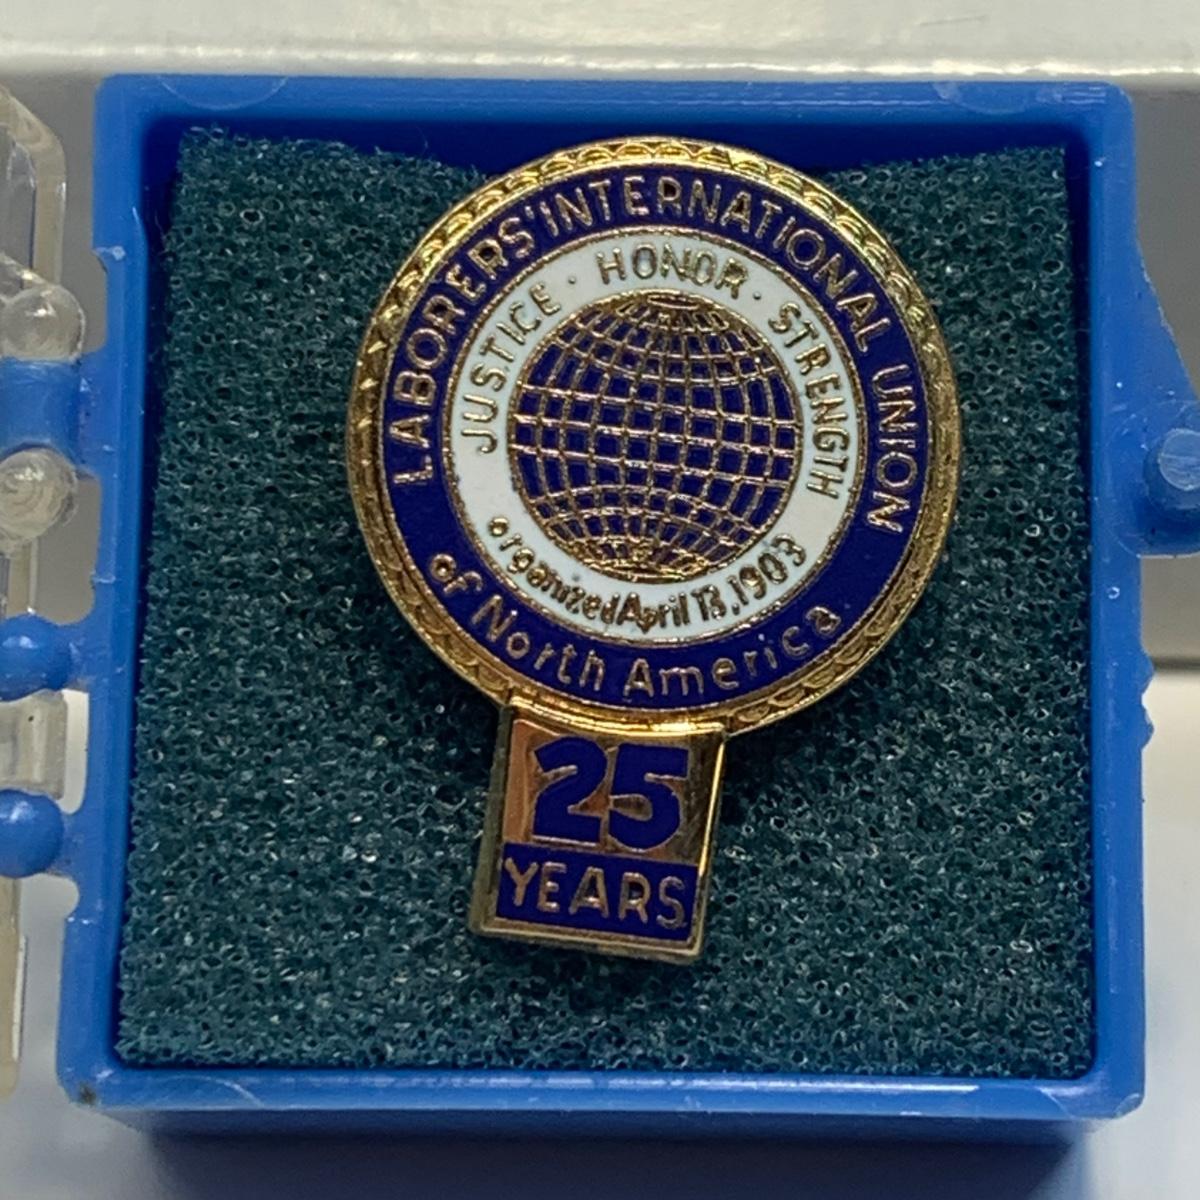 LABORERS' INTERNATIONAL UNION
of North America
JUSTICE · HONOR · STRENGTH
organized April 13, 1903
25
YEARS